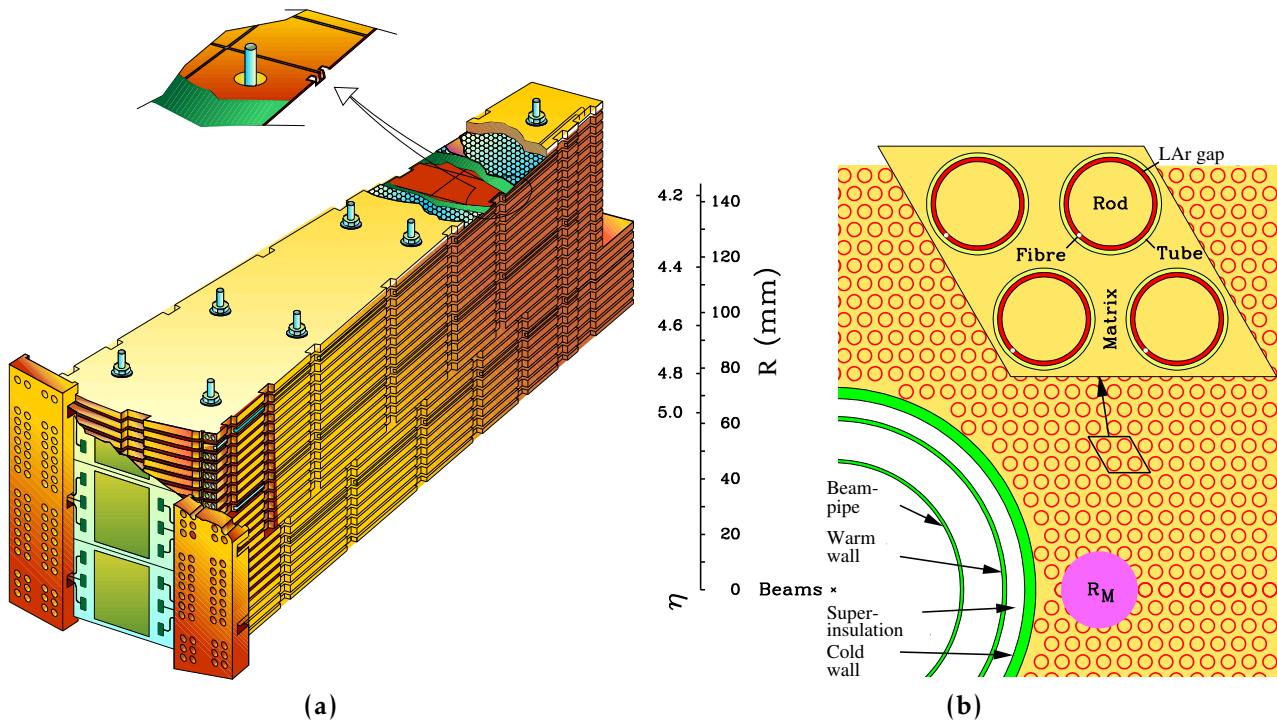 4.2
4.4
4.6
4.8
5.0
η
140
120
100
80
60
40
20
0
R (mm)
Beams ×
LAr gap
Rod
Fibre
Tube
Matrix
Beam-
pipe
Warm
wall
Super-
insulation
Cold
wall
R_M
(a)
(b)